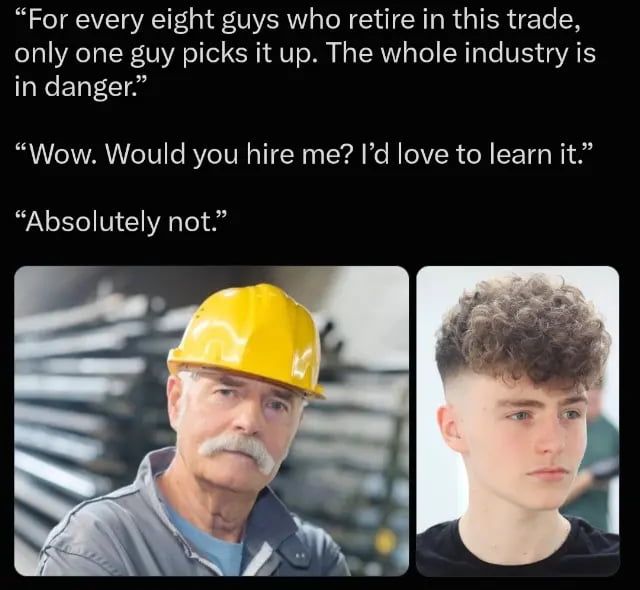 “For every eight guys who retire in this trade,
only one guy picks it up. The whole industry is
in danger.”
“Wow. Would you hire me? I’d love to learn it.”
“Absolutely not.”